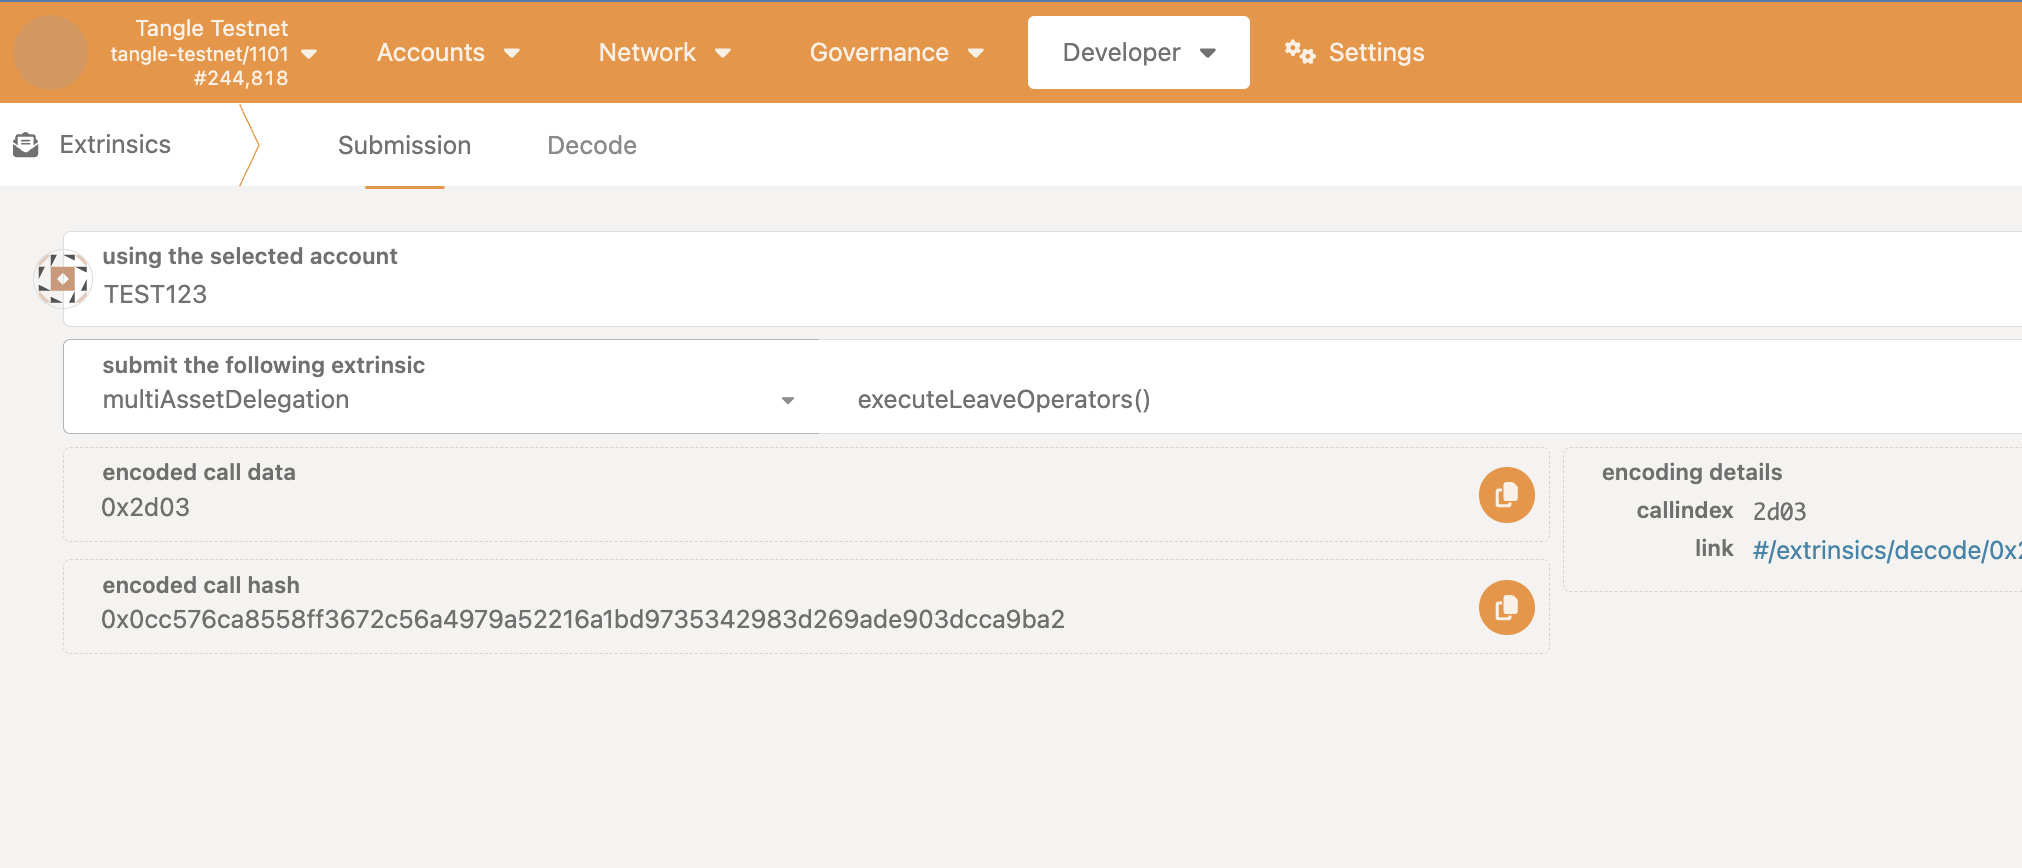 Tangle Testnet
tangle-testnet/1101
#244,818
Accounts
Network
Governance
Developer
Settings
Extrinsics
Submission
Decode
using the selected account
TEST123
submit the following extrinsic
multiAssetDelegation
executeLeaveOperators()
encoded call data
0x2d03
encoding details
callindex 2d03
link #/extrinsics/decode/0x2
encoded call hash
0x0cc576ca8558ff3672c56a4979a52216a1bd9735342983d269ade903dcca9ba2